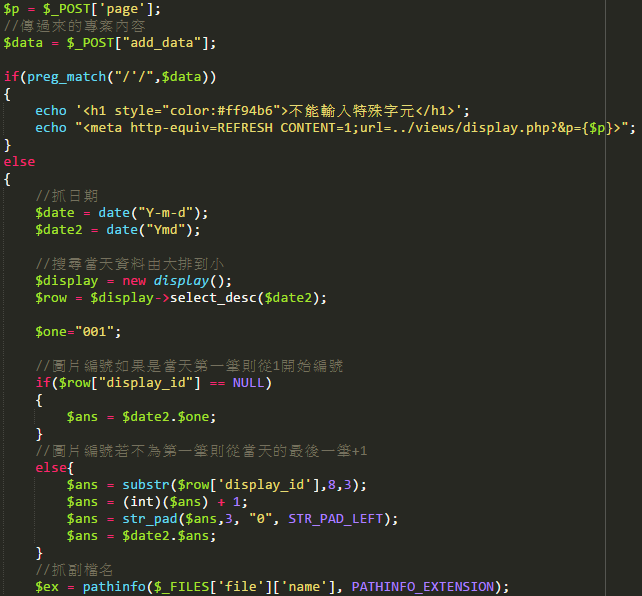 $p = $_POST['page'];
//傳過來的專案內容
$data = $_POST["add_data"];
if(preg_match("/'/",$data))
{
echo '<h1 style="color:#ff94b6">不能輸入特殊字元</h1>';
echo "<meta http-equiv=REFRESH CONTENT=1;url=../views/display.php?&p={$p}>";
}
else
{
//抓日期
$date = date("Y-m-d");
$date2 = date("Ymd");
//搜尋當天資料由大排到小
$display = new display();
$row = $display->select_desc($date2);
$one="001";
//圖片編號如果是當天第一筆則從1開始編號
if($row["display_id"] == NULL)
{
$ans = $date2.$one;
}
//圖片編號若不為第一筆則從當天的最後一筆+1
else{
$ans = substr($row['display_id'],8,3);
$ans = (int)($ans) + 1;
$ans = str_pad($ans,3, "0", STR_PAD_LEFT);
$ans = $date2.$ans;
}
//抓副檔名
$ex = pathinfo($_FILES['file']['name'], PATHINFO_EXTENSION);